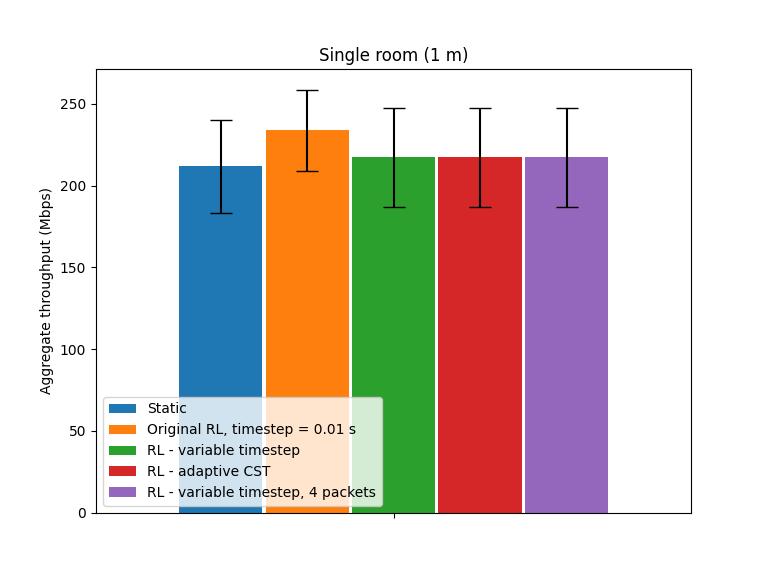 Single room (1 m)
Aggregate throughput (Mbps)
250
200
150
100
50
0
Static
Original RL, timestep = 0.01 s
RL - variable timestep
RL - adaptive CST
RL - variable timestep, 4 packets